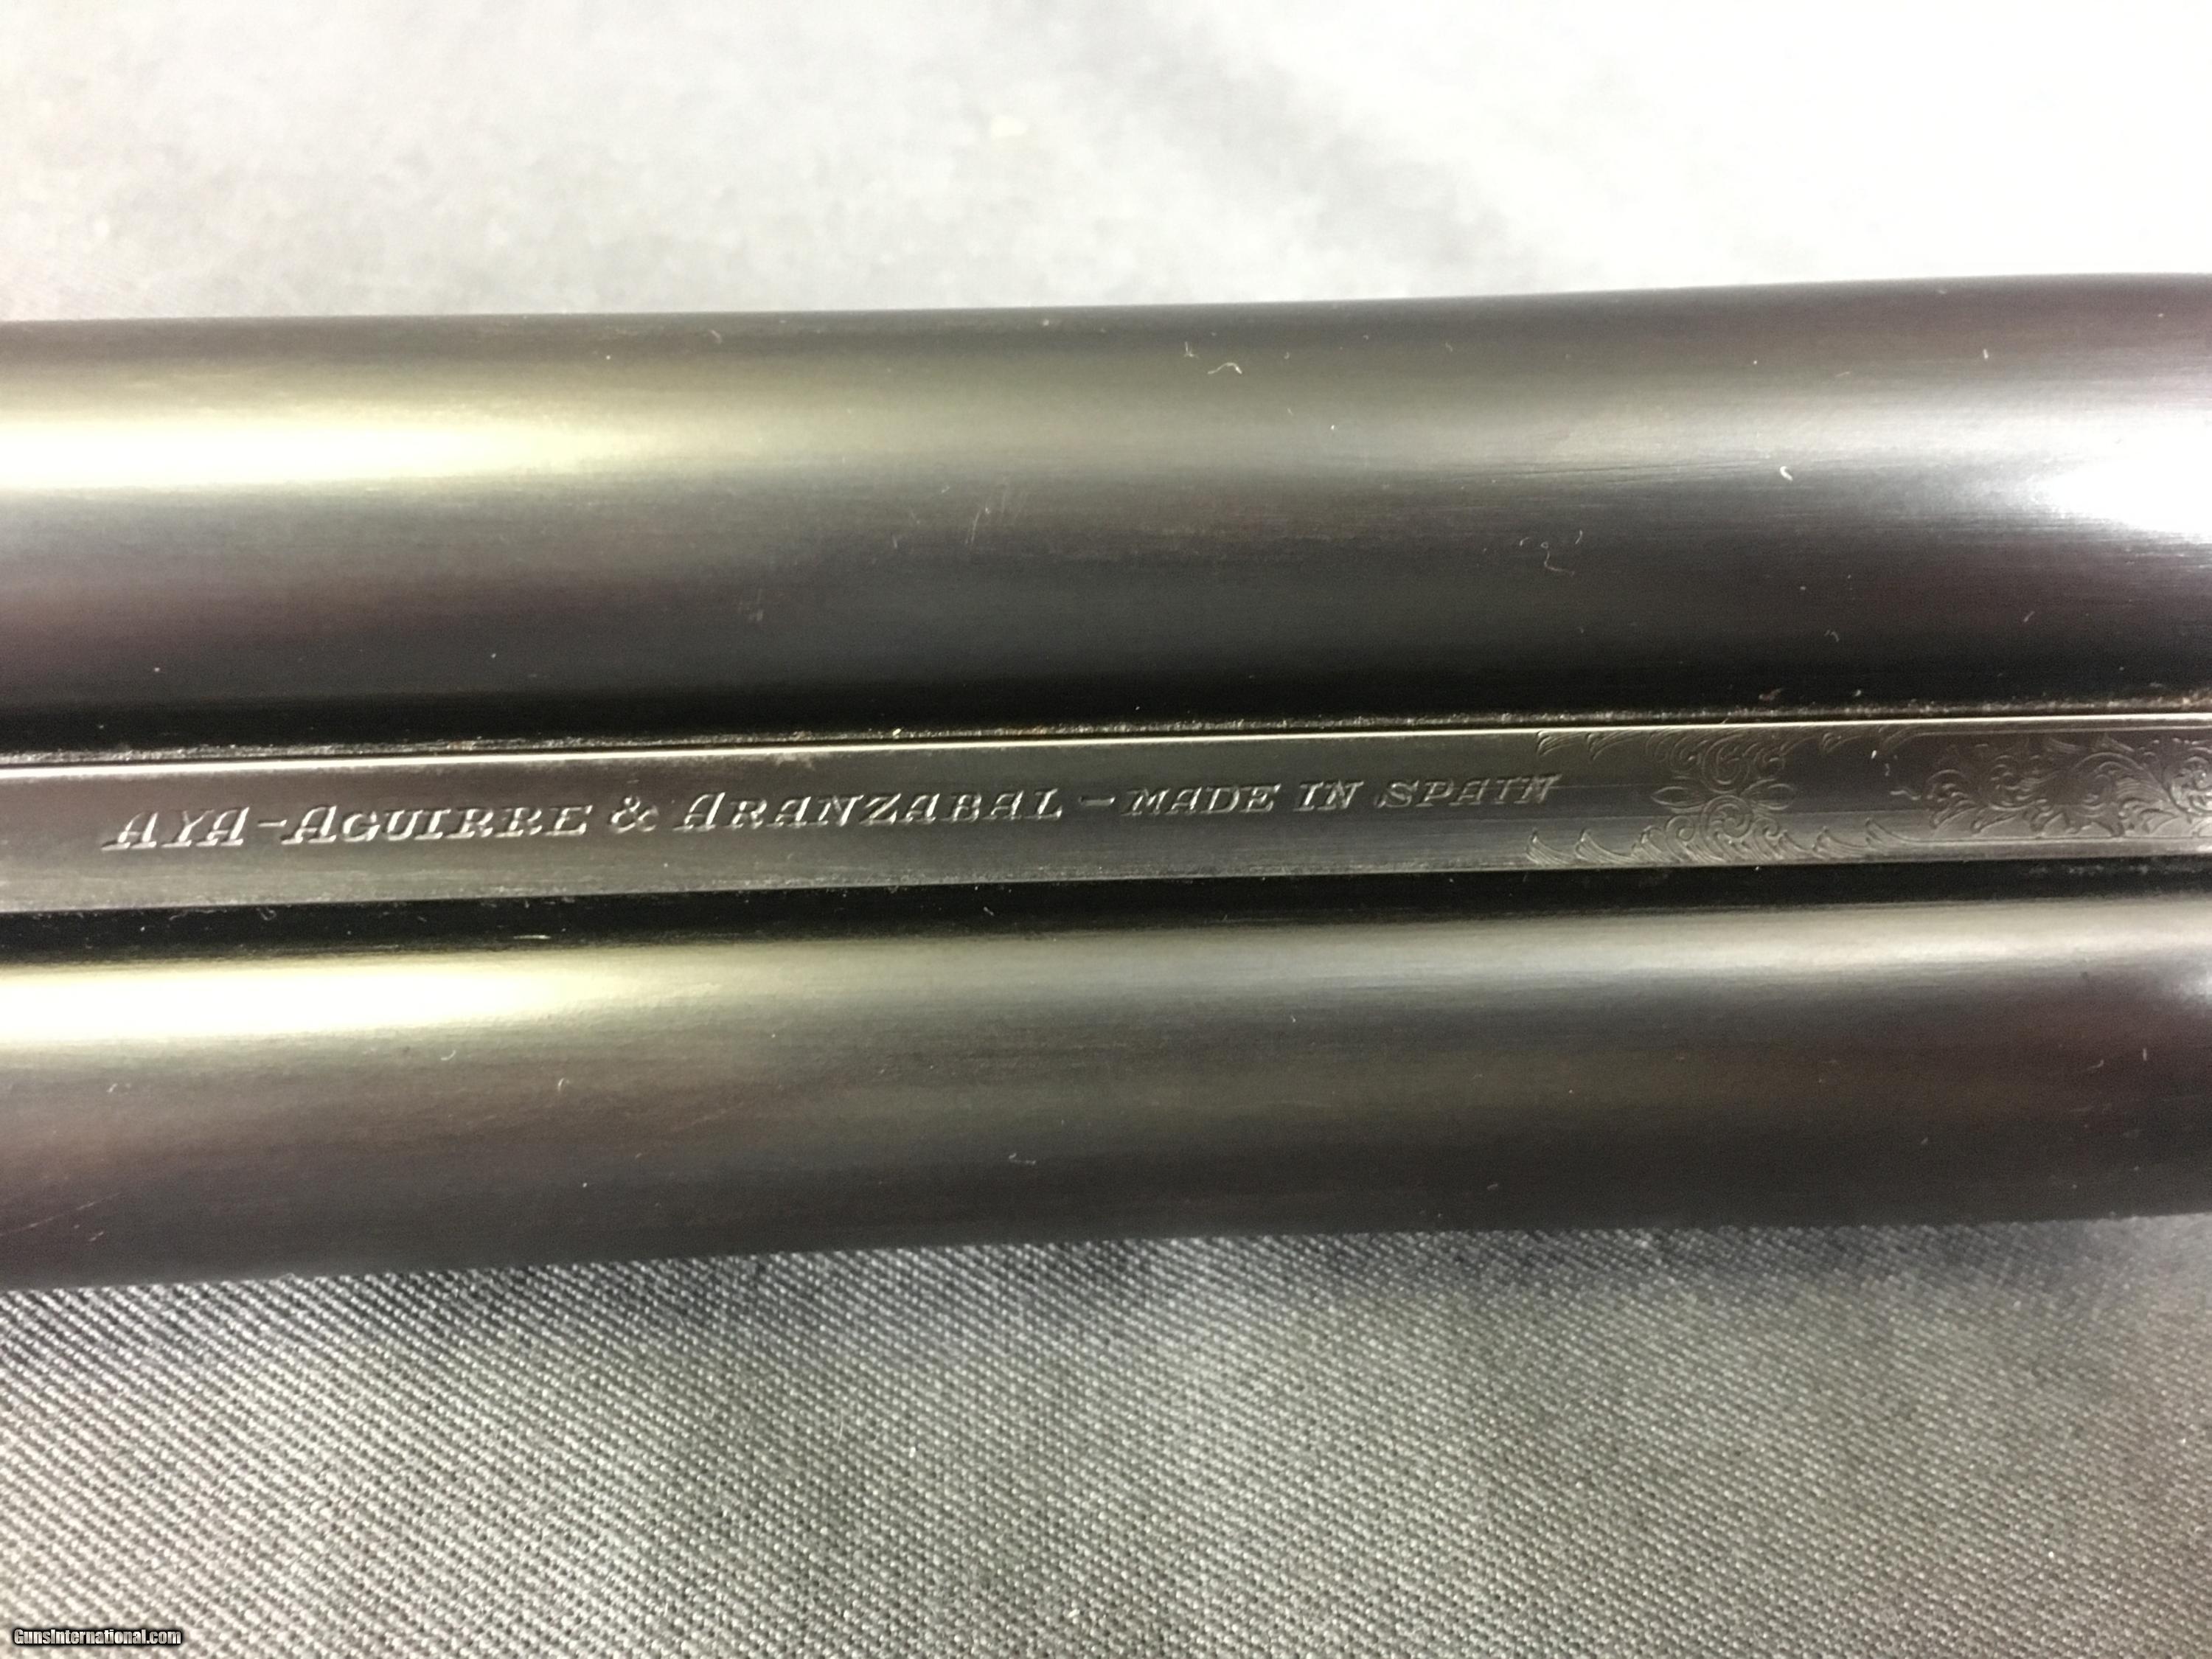 AYA-AGUIRRE & ARANZABAL - MADE IN SPAIN
GunsInternational.com